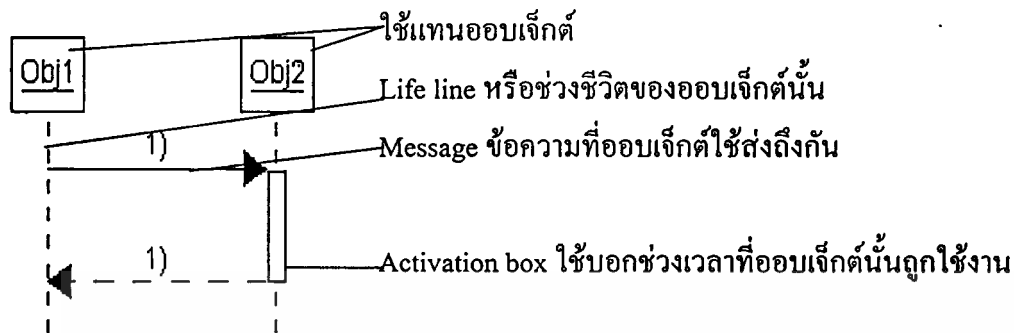 ใช้แทนออบเจ็กต์
Obj1
Obj2
Life line หรือช่วงชีวิตของออบเจ็กต์นั้น
1)
Message ข้อความที่ออบเจ็กต์ใช้ส่งถึงกัน
1)
Activation box ใช้บอกช่วงเวลาที่ออบเจ็กต์นั้นถูกใช้งาน